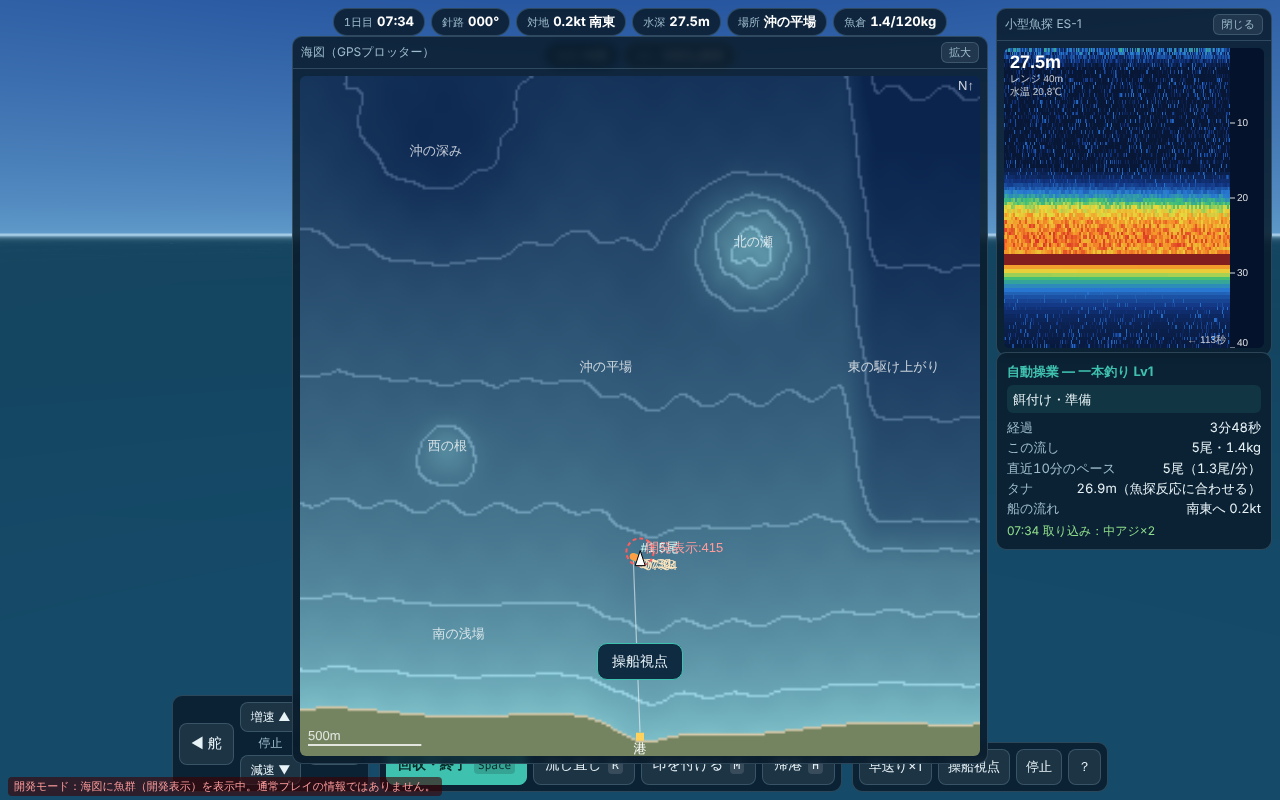 1日目 07:34
針路 000°
対地 0.2kt 南東
水深 27.5m
場所 沖の平場
魚倉 1.4/120kg
海図（GPSプロッター）
拡大
N↑
沖の深み
北の瀬
沖の平場
東の駆け上がり
西の根
#1 5尾
表示:415
南の浅場
操船視点
500m
港
小型魚探 ES-1
閉じる
27.5m
レンジ 40m
水温 20.8℃
10
20
30
40
← 113秒
自動操業 — 一本釣り Lv1
餌付け・準備
経過 3分48秒
この流し 5尾・1.4kg
直近10分のペース 5尾（1.3尾/分）
タナ 26.9m（魚探反応に合わせる）
船の流れ 南東へ 0.2kt
07:34 取り込み：中アジ×2
◀ 舵
増速 ▲
停止
減速 ▼
回収・終了 Space
流し直し R
印を付ける M
帰港 H
早送り×1
操船視点
停止
?
開発モード：海図に魚群（開発表示）を表示中。通常プレイの情報ではありません。